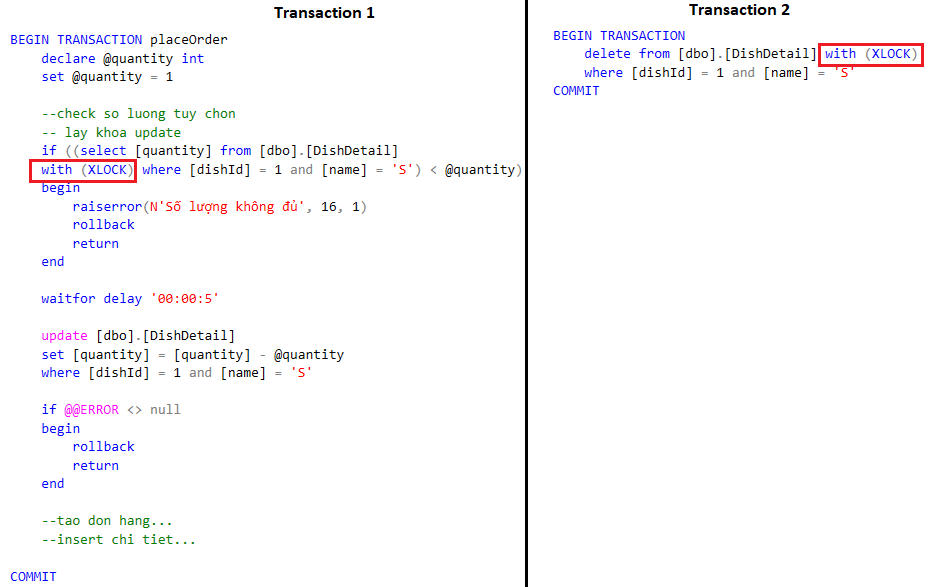 Transaction 1
BEGIN TRANSACTION placeOrder
declare @quantity int
set @quantity = 1
--check so luong tuy chon
-- lay khoa update
if ((select [quantity] from [dbo].[DishDetail]
with (XLOCK) where [dishId] = 1 and [name] = 'S') < @quantity)
begin
raiserror(N'Số lượng không đủ', 16, 1)
rollback
return
end
waitfor delay '00:00:5'
update [dbo].[DishDetail]
set [quantity] = [quantity] - @quantity
where [dishId] = 1 and [name] = 'S'
if @@ERROR <> null
begin
rollback
return
end
--tao don hang...
--insert chi tiet...
COMMIT
Transaction 2
BEGIN TRANSACTION
delete from [dbo].[DishDetail] with (XLOCK)
where [dishId] = 1 and [name] = 'S'
COMMIT